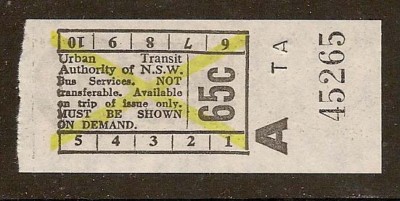 10 9 8 7 6
Urban Transit
Authority of N.S.W.
Bus Services. NOT
transferable. Available
on trip of issue only.
MUST BE SHOWN
ON DEMAND.
5 4 3 2 1
65c
A
TA
45265